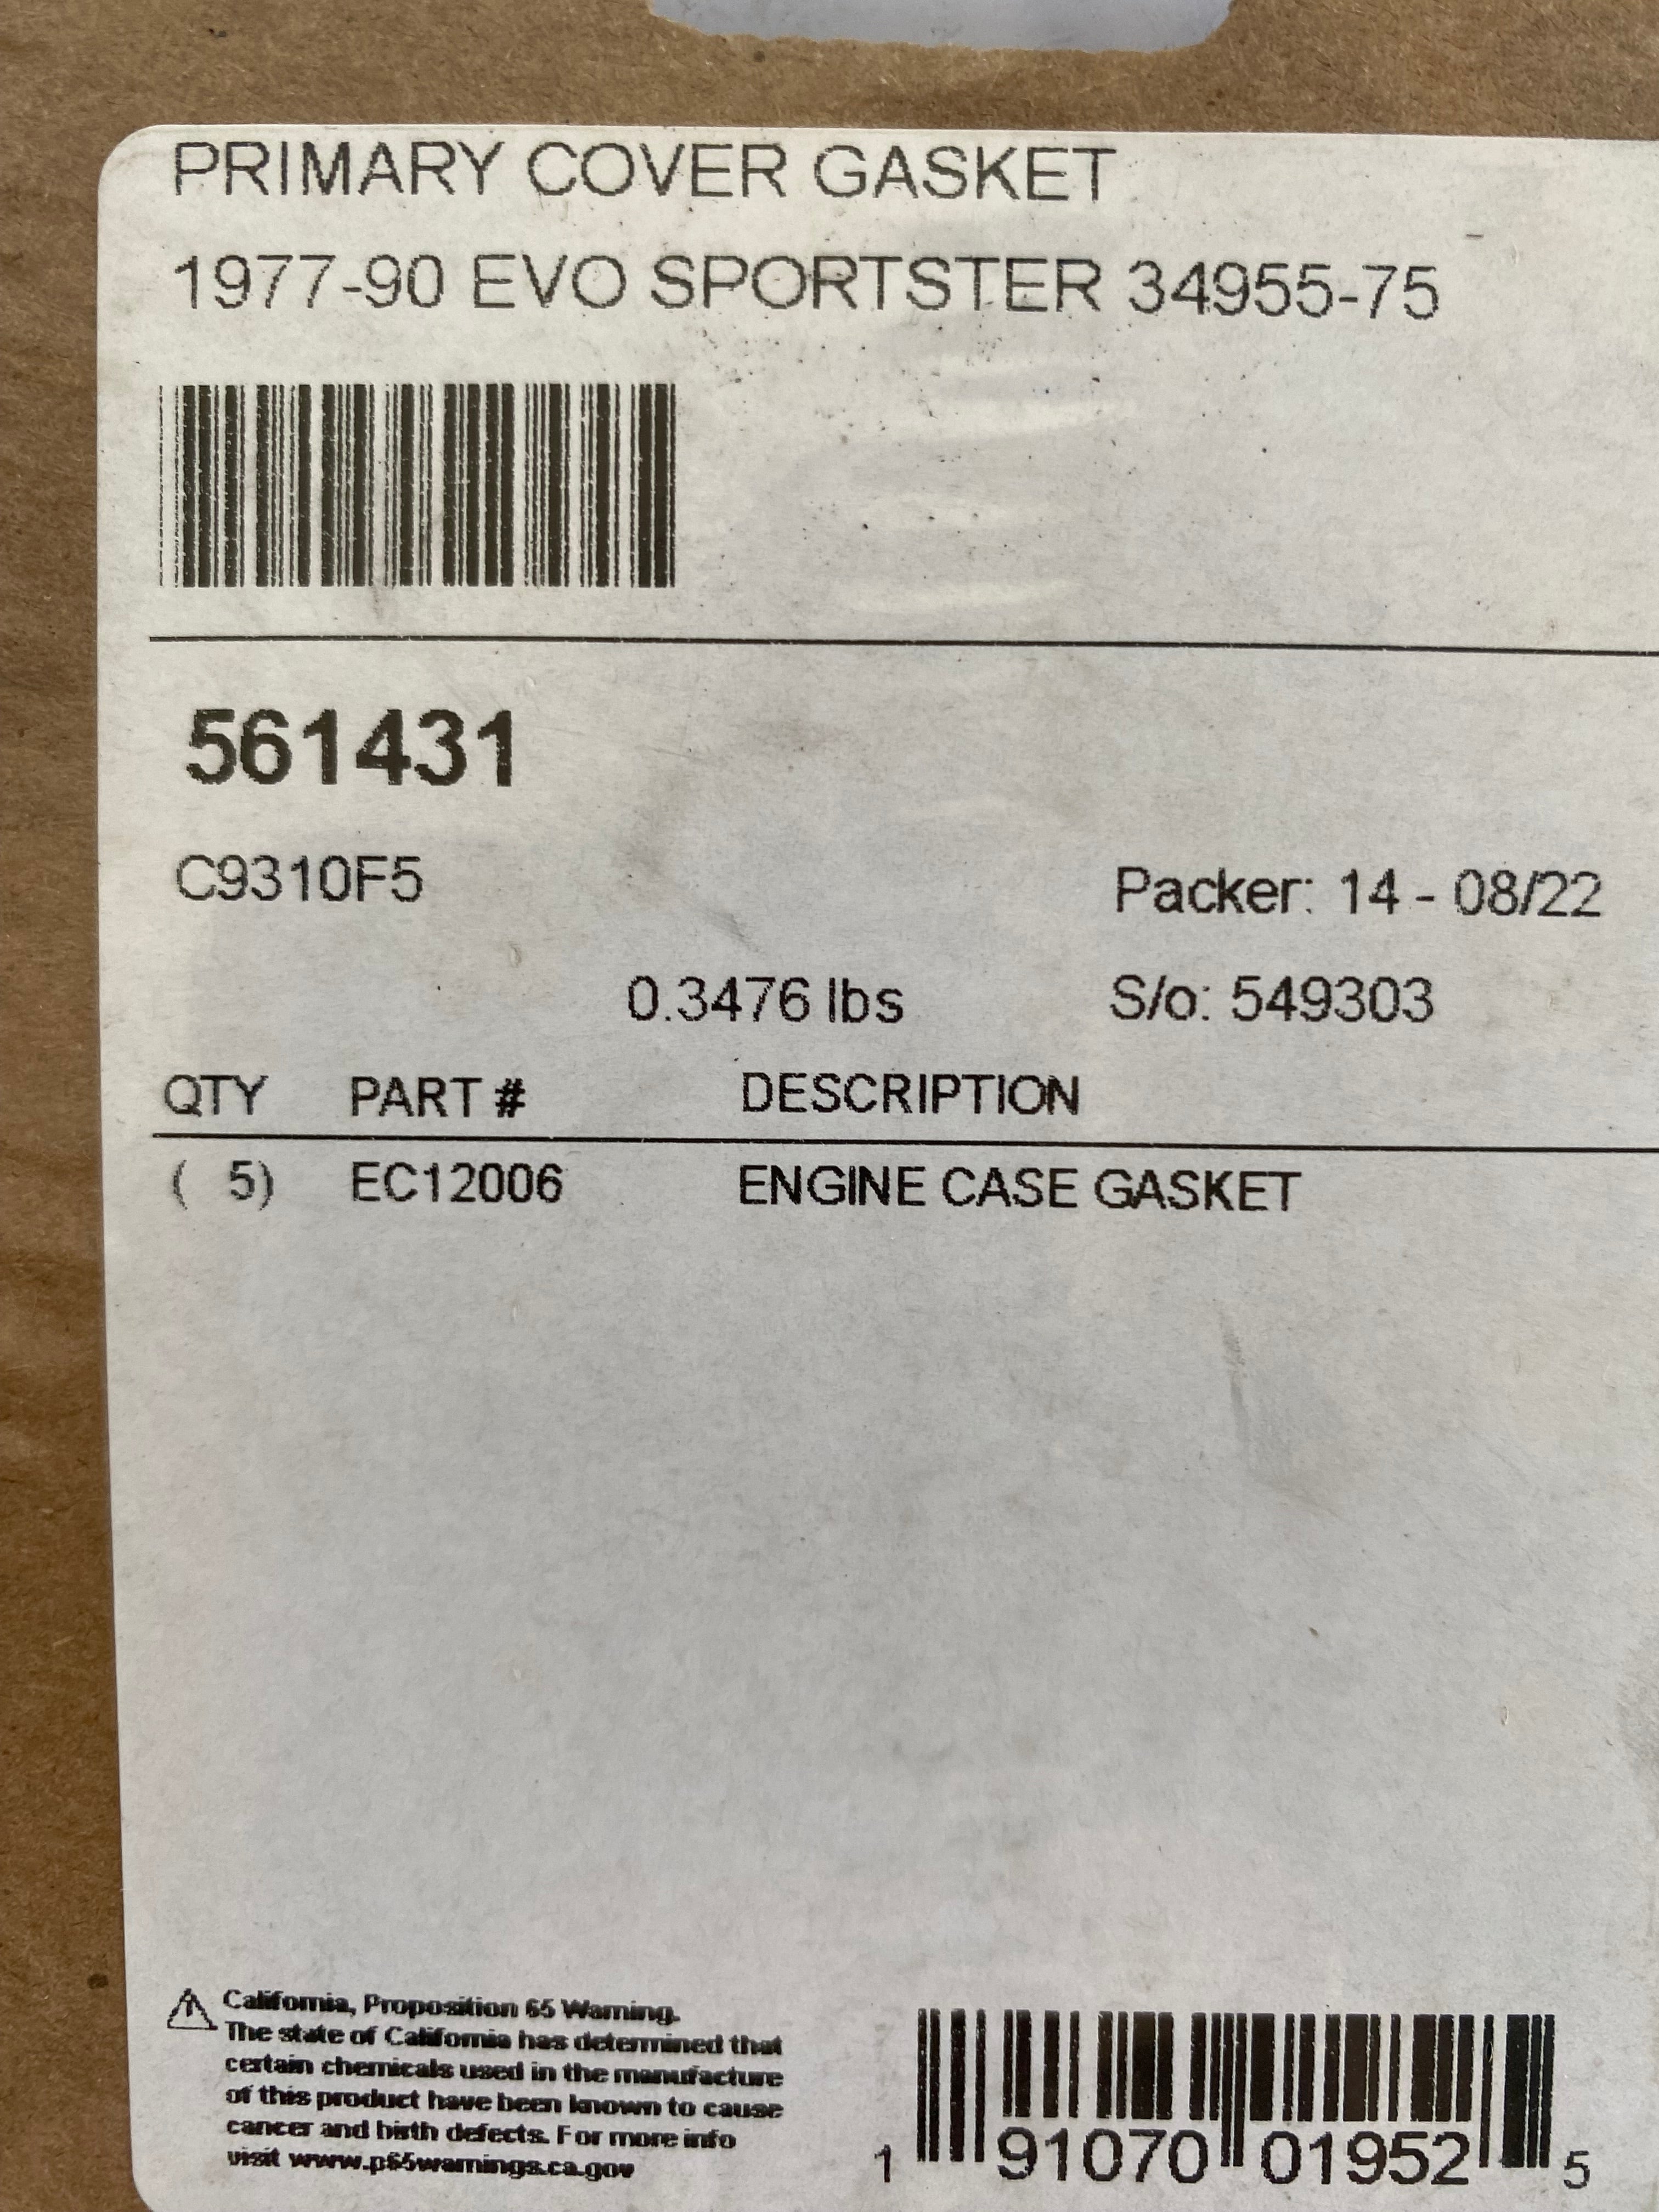 PRIMARY COVER GASKET
1977-90 EVO SPORTSTER 34955-75
561431
C9310F5
Packer: 14 - 08/22
0.3476 lbs
S/o: 549303
QTY PART # DESCRIPTION
( 5) EC12006 ENGINE CASE GASKET
California, Proposition 65 Warning.
The state of California has determined that
certain chemicals used in the manufacture
of this product have been known to cause
cancer and birth defects. For more info
visit www.p65warnings.ca.gov
1 91070 01952 5